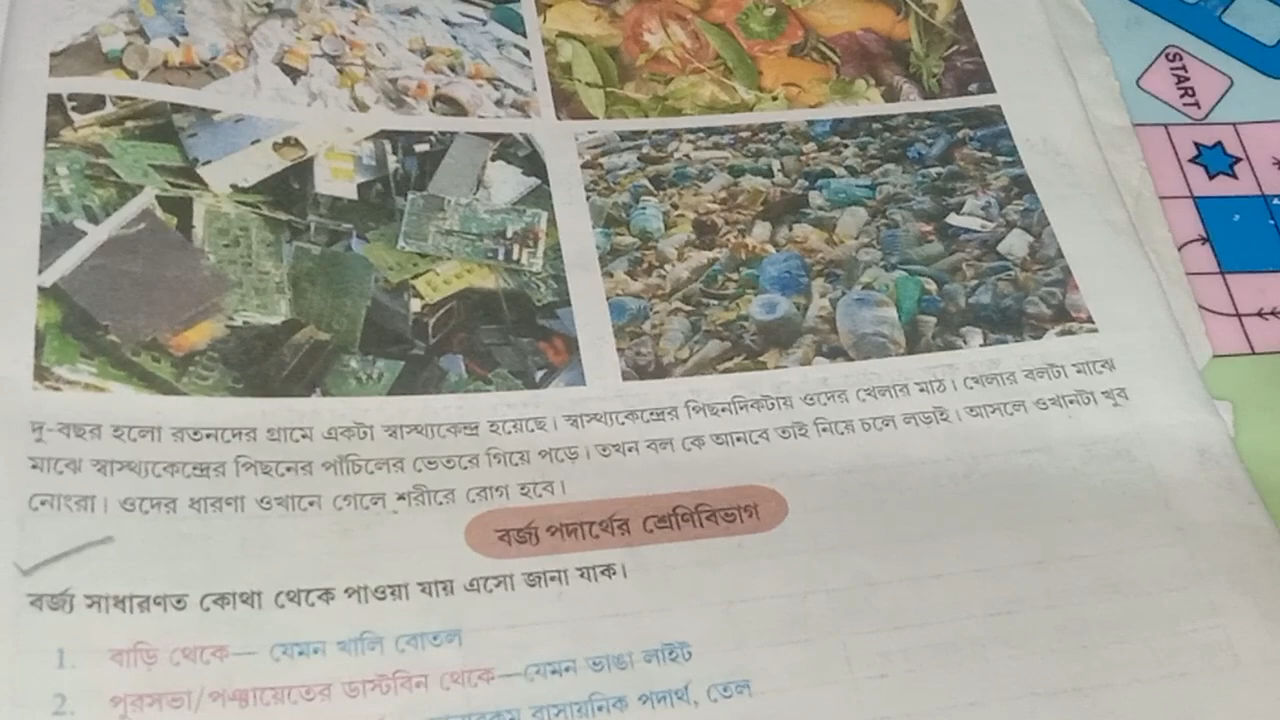 START
দু-বছর হলো রতনদের গ্রামে একটা স্বাস্থ্যকেন্দ্র হয়েছে। স্বাস্থ্যকেন্দ্রের পিছনদিকটায় ওদের খেলার মাঠ। খেলার বলটা মাঝে
মাঝে স্বাস্থ্যকেন্দ্রের পিছনের পাঁচিলের ভেতরে গিয়ে পড়ে। তখন বল কে আনবে তাই নিয়ে চলে লড়াই। আসলে ওখানটা খুব
নোংরা। ওদের ধারণা ওখানে গেলে শরীরে রোগ হবে।
বর্জ্য পদার্থের শ্রেণিবিভাগ
বর্জ্য সাধারণত কোথা থেকে পাওয়া যায় এসো জানা যাক।
1. বাড়ি থেকে— যেমন খালি বোতল
2. পুরসভা/পঞ্চায়েতের ডাস্টবিন থেকে—যেমন ভাঙা লাইট
রাসায়নিক পদার্থ, তেল